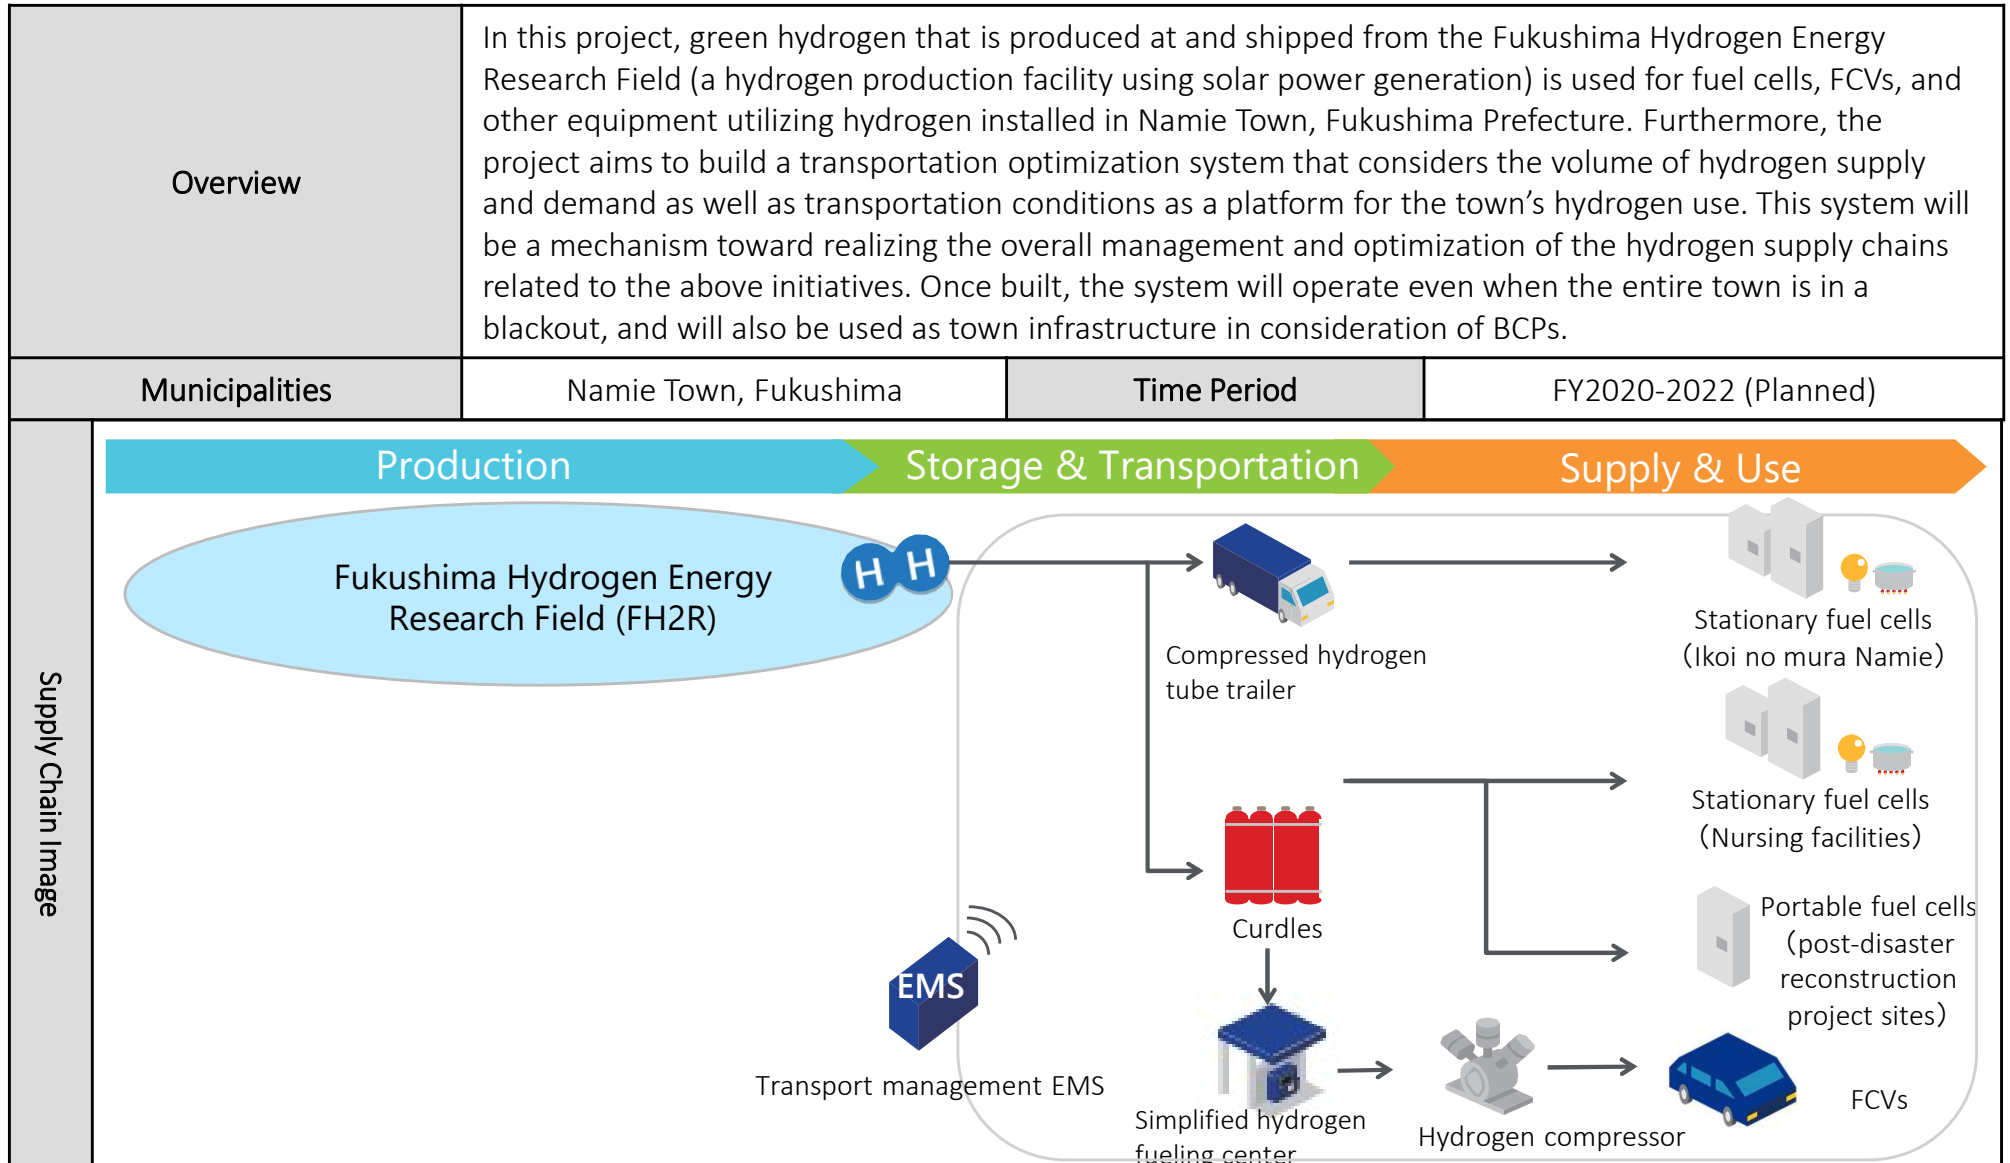 Overview
In this project, green hydrogen that is produced at and shipped from the Fukushima Hydrogen Energy
Research Field (a hydrogen production facility using solar power generation) is used for fuel cells, FCVs, and
other equipment utilizing hydrogen installed in Namie Town, Fukushima Prefecture. Furthermore, the
project aims to build a transportation optimization system that considers the volume of hydrogen supply
and demand as well as transportation conditions as a platform for the town’s hydrogen use. This system will
be a mechanism toward realizing the overall management and optimization of the hydrogen supply chains
related to the above initiatives. Once built, the system will operate even when the entire town is in a
blackout, and will also be used as town infrastructure in consideration of BCPs.
Municipalities
Namie Town, Fukushima
Time Period
FY2020-2022 (Planned)
Supply Chain Image
Production
Storage & Transportation
Supply & Use
Fukushima Hydrogen Energy
Research Field (FH2R)
H H
Compressed hydrogen
tube trailer
Stationary fuel cells
（Ikoi no mura Namie）
Stationary fuel cells
（Nursing facilities）
Curdles
Portable fuel cells
（post-disaster
reconstruction
project sites）
EMS
Transport management EMS
Simplified hydrogen
fueling center
Hydrogen compressor
FCVs